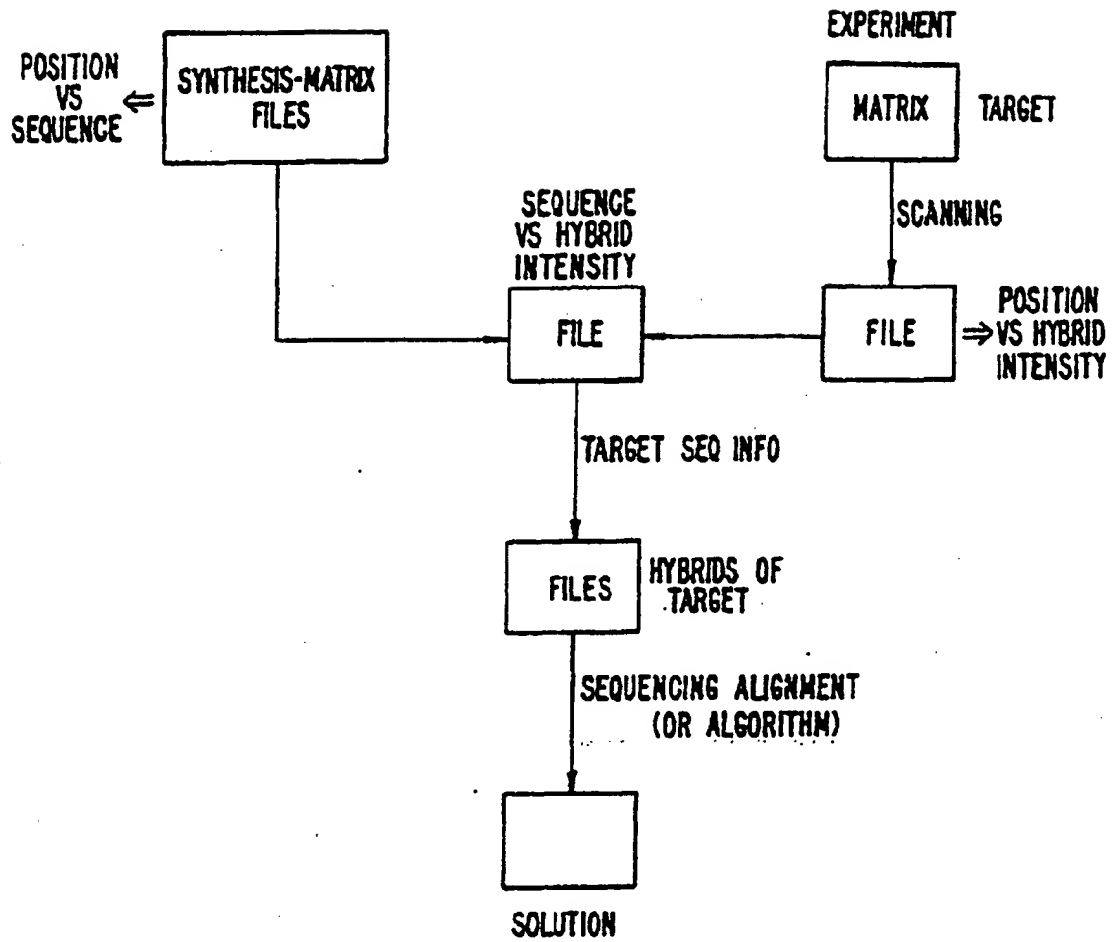 EXPERIMENT
POSITION
VS
SEQUENCE
⇐
SYNTHESIS-MATRIX
FILES
MATRIX
TARGET
SCANNING
SEQUENCE
VS HYBRID
INTENSITY
FILE
FILE
⇒
POSITION
VS HYBRID
INTENSITY
TARGET SEQ INFO
FILES
HYBRIDS OF
TARGET
SEQUENCING ALIGNMENT
(OR ALGORITHM)
SOLUTION